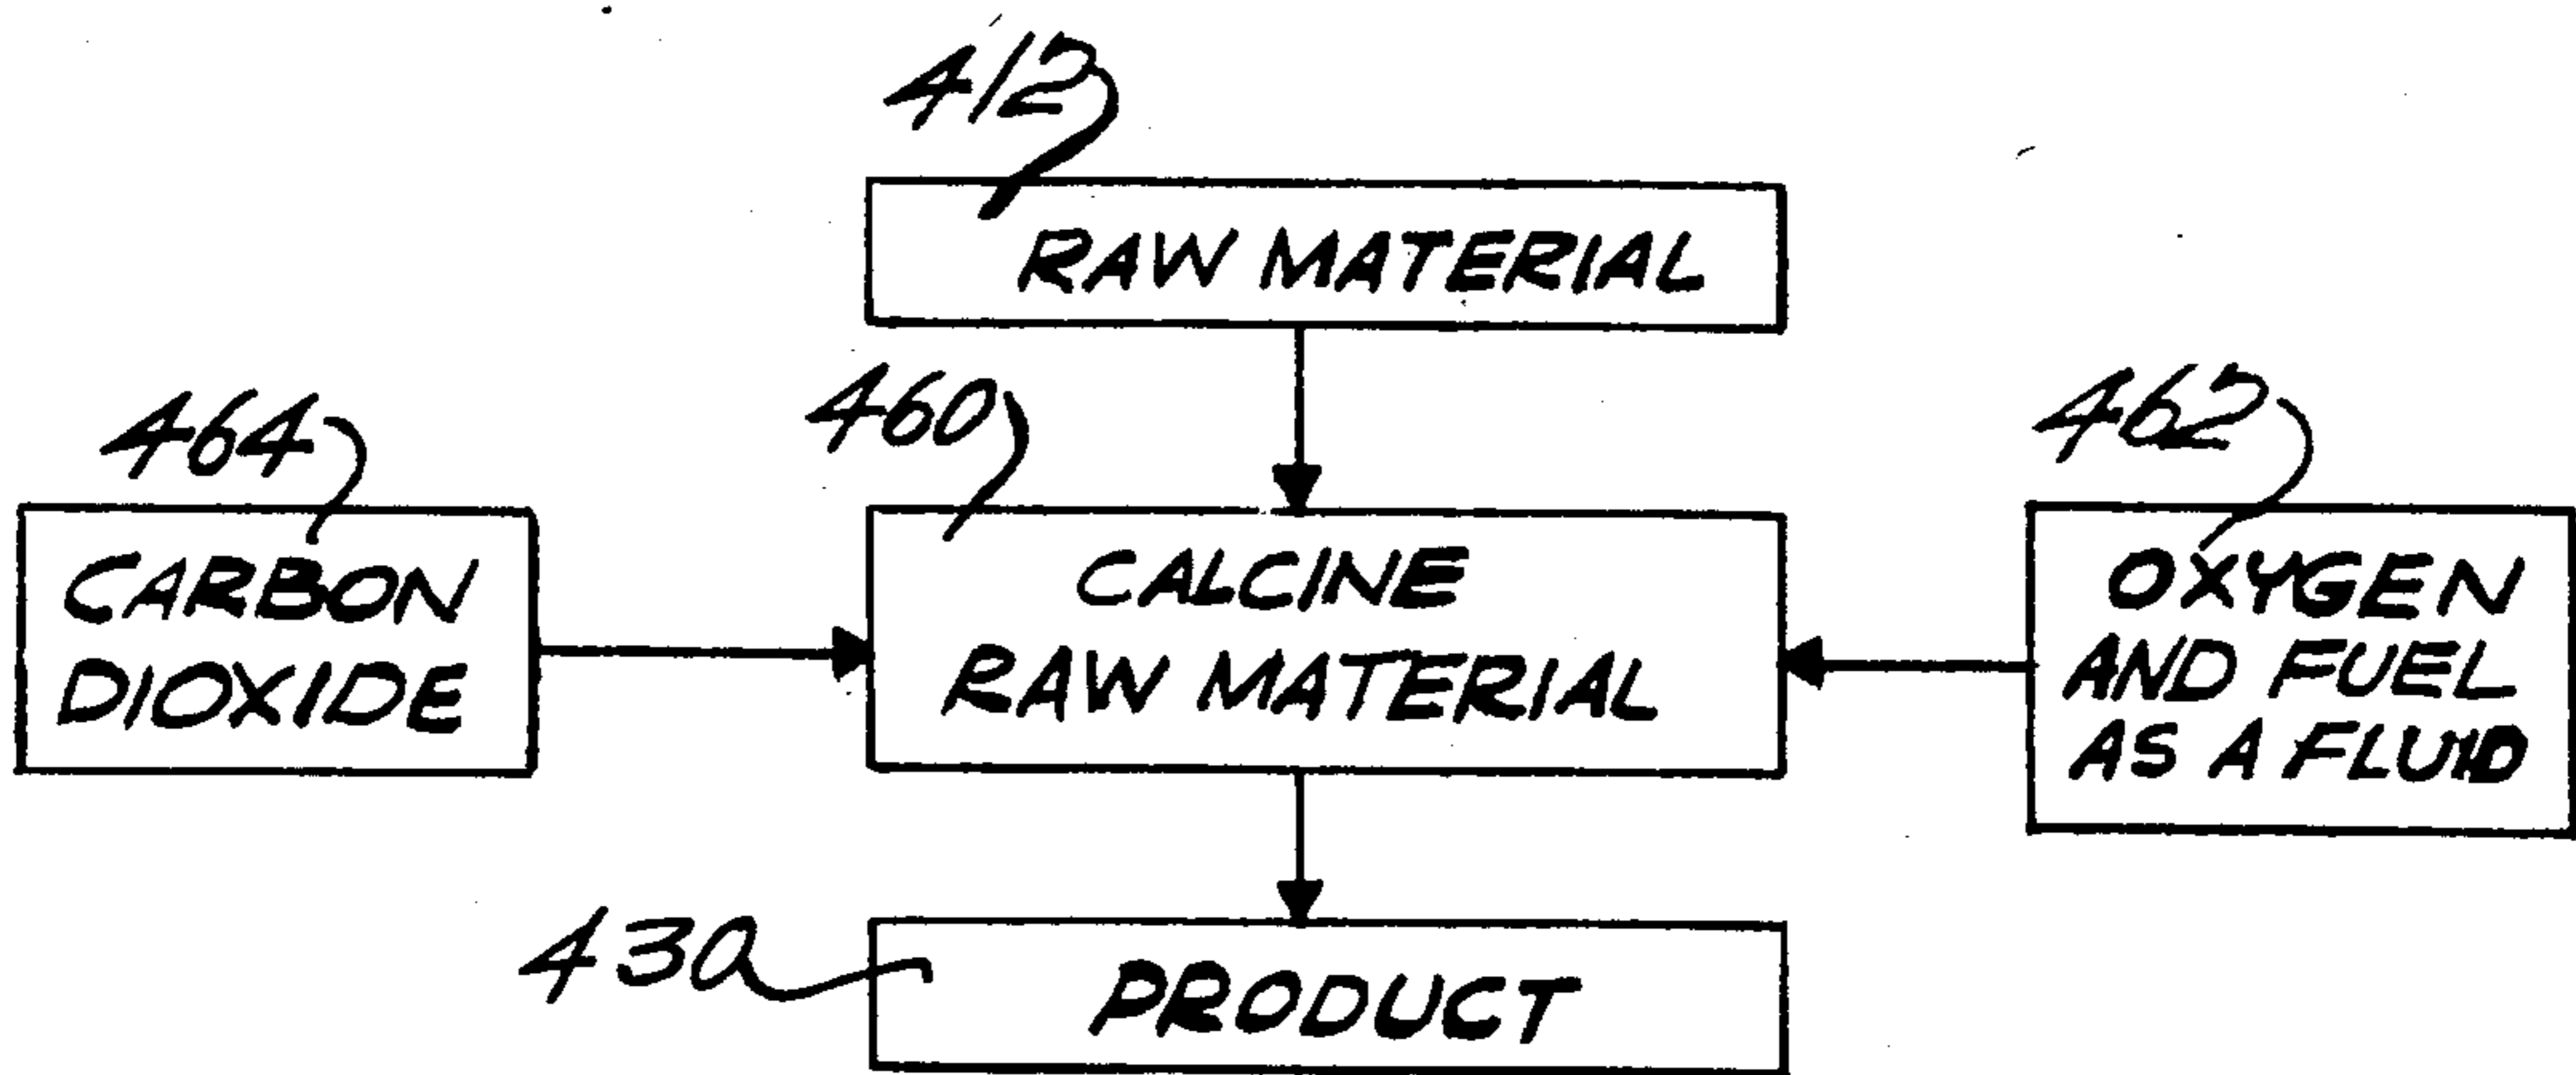 412
RAW MATERIAL
464
460
462
CARBON
DIOXIDE
CALCINE
RAW MATERIAL
OXYGEN
AND FUEL
AS A FLUID
430
PRODUCT